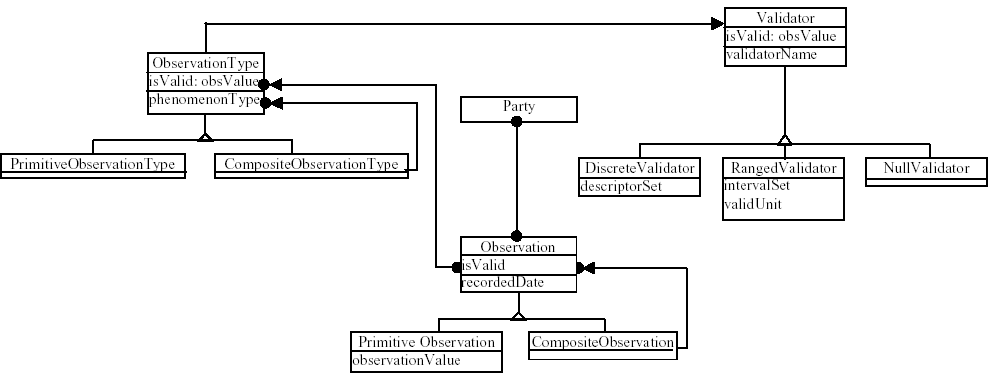 Validator
isValid: obsValue
validatorName
ObservationType
isValid: obsValue
phenomenonType
Party
PrimitiveObservationType
CompositeObservationType
DiscreteValidator
descriptorSet
RangedValidator
intervalSet
validUnit
NullValidator
Observation
isValid
recordedDate
Primitive Observation
observationValue
CompositeObservation